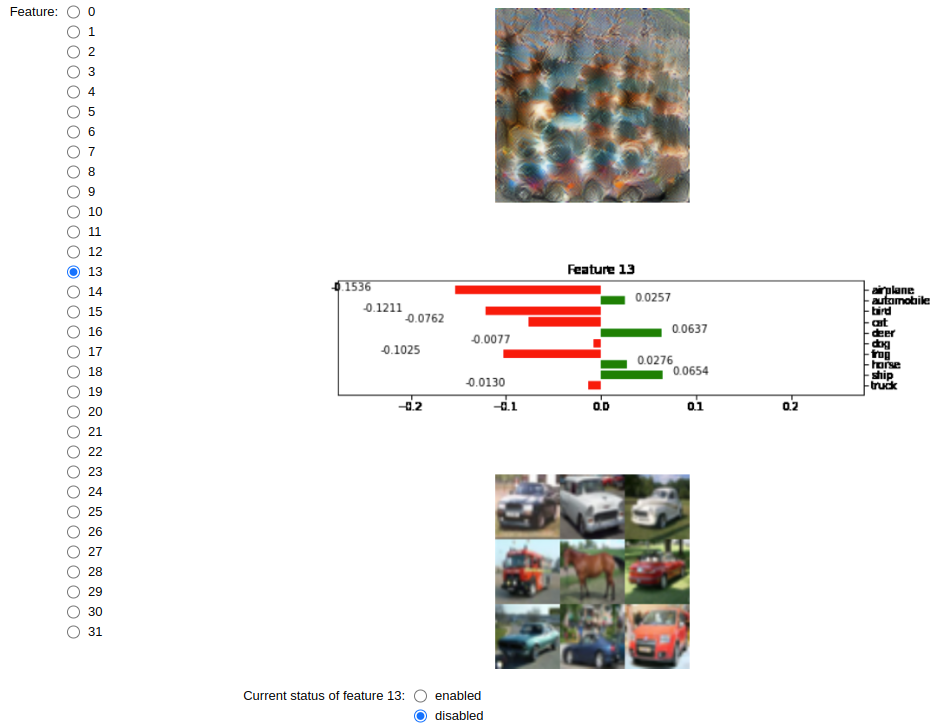 Feature: 0
1
2
3
4
5
6
7
8
9
10
11
12
13
14
15
16
17
18
19
20
21
22
23
24
25
26
27
28
29
30
31
Feature 13
-0.1536
airplane
0.0257
automobile
-0.1211
bird
-0.0762
cat
0.0637
deer
-0.0077
dog
-0.1025
frog
0.0276
horse
0.0654
ship
-0.0130
truck
−0.2 −0.1 0.0 0.1 0.2
Current status of feature 13: enabled
disabled